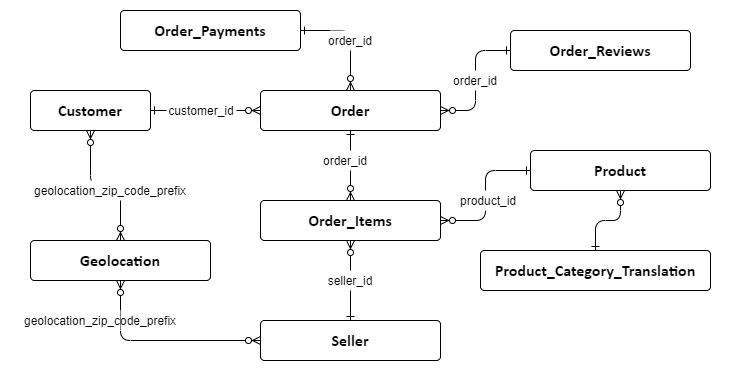 Order_Payments
order_id
Order_Reviews
order_id
Customer
customer_id
Order
order_id
geolocation_zip_code_prefix
Product
product_id
Order_Items
Geolocation
Product_Category_Translation
seller_id
geolocation_zip_code_prefix
Seller